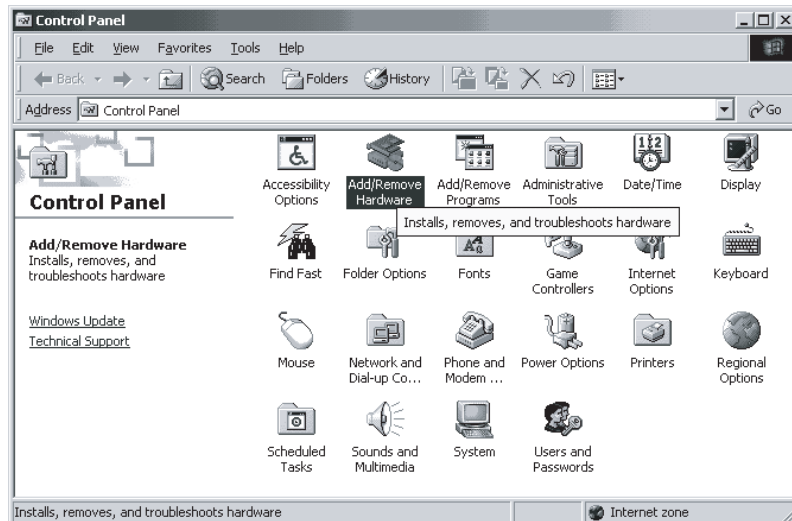 Control Panel
File Edit View Favorites Tools Help
Back Search Folders History
Address Control Panel Go
Control Panel
Add/Remove Hardware
Installs, removes, and
troubleshoots hardware
Windows Update
Technical Support
Accessibility
Options
Add/Remove
Hardware
Add/Remove
Programs
Administrative
Tools
Date/Time
Display
Installs, removes, and troubleshoots hardware
Find Fast
Folder Options
Fonts
Game
Controllers
Internet
Options
Keyboard
Mouse
Network and
Dial-up Co...
Phone and
Modem ...
Power Options
Printers
Regional
Options
Scheduled
Tasks
Sounds and
Multimedia
System
Users and
Passwords
Installs, removes, and troubleshoots hardware
Internet zone